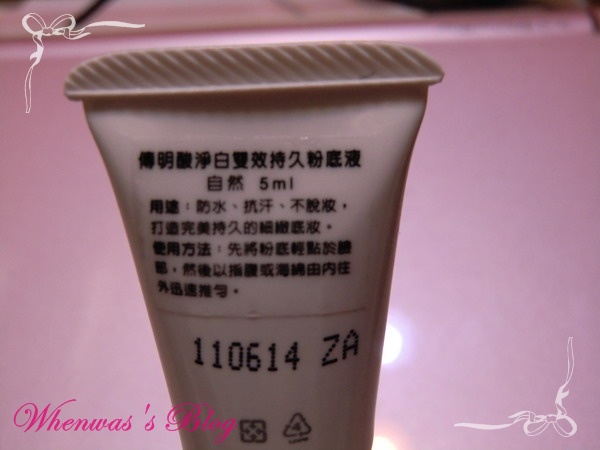 傳明酸淨白雙效持久粉底液
自然 5ml
用途：防水、抗汗、不脫妝，
打造完美持久的細緻底妝。
使用方法：先將粉底輕點於臉
部，然後以指腹或海綿由內往
外迅速推勻。
110614 ZA
Whenwas's Blog
4